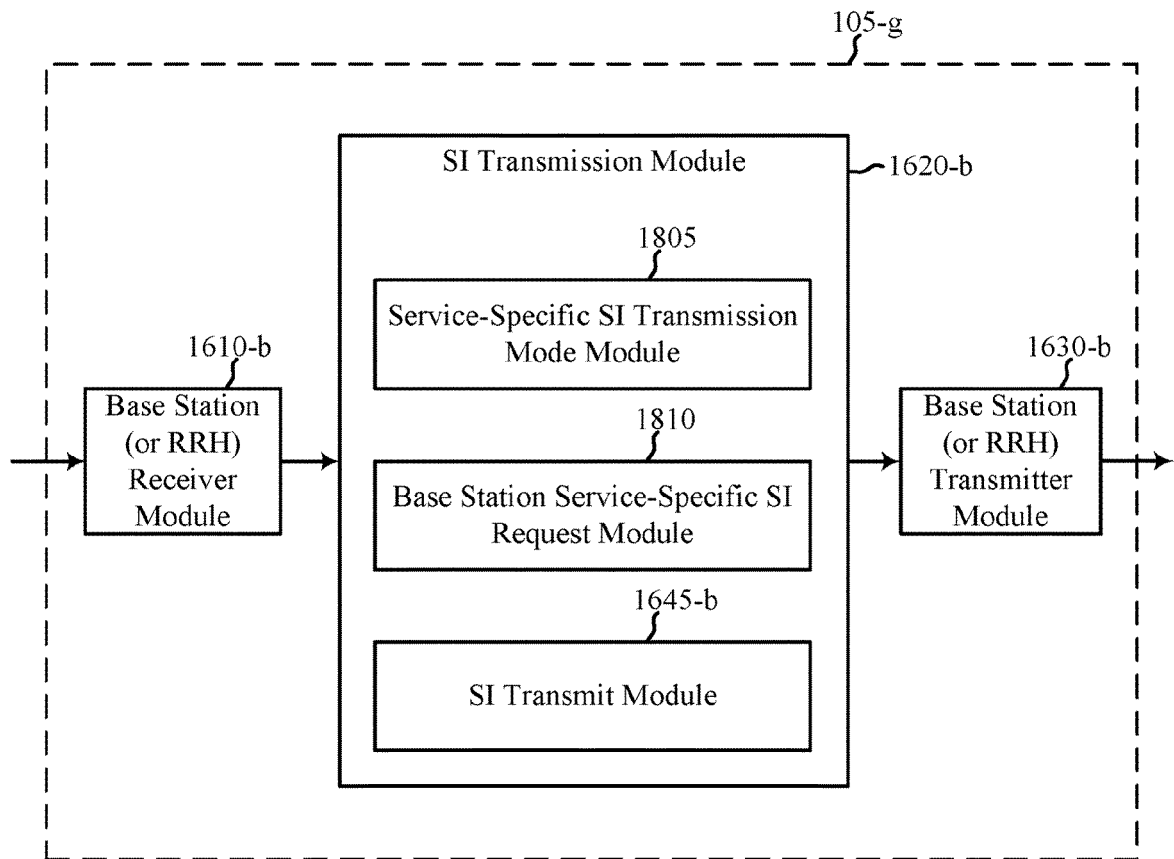 105-g
SI Transmission Module
1620-b
1805
Service-Specific SI Transmission
Mode Module
1610-b
Base Station
(or RRH)
Receiver
Module
1810
Base Station Service-Specific SI
Request Module
1630-b
Base Station
(or RRH)
Transmitter
Module
1645-b
SI Transmit Module